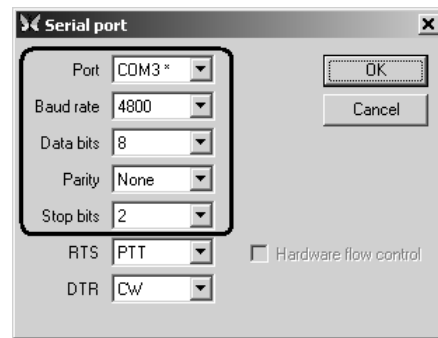 Serial port
Port COM3 *
Baud rate 4800
Data bits 8
Parity None
Stop bits 2
RTS PTT
DTR CW
OK
Cancel
Hardware flow control